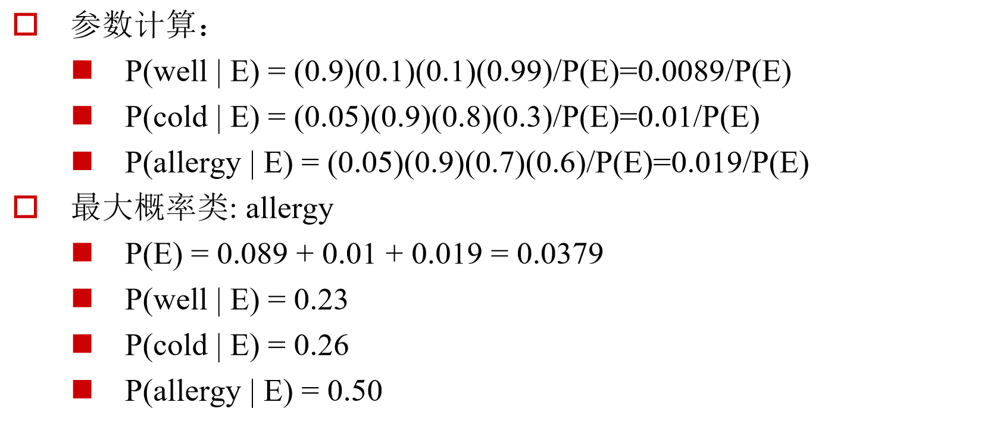 参数计算：
P(well | E) = (0.9)(0.1)(0.1)(0.99)/P(E)=0.0089/P(E)
P(cold | E) = (0.05)(0.9)(0.8)(0.3)/P(E)=0.01/P(E)
P(allergy | E) = (0.05)(0.9)(0.7)(0.6)/P(E)=0.019/P(E)
最大概率类: allergy
P(E) = 0.089 + 0.01 + 0.019 = 0.0379
P(well | E) = 0.23
P(cold | E) = 0.26
P(allergy | E) = 0.50